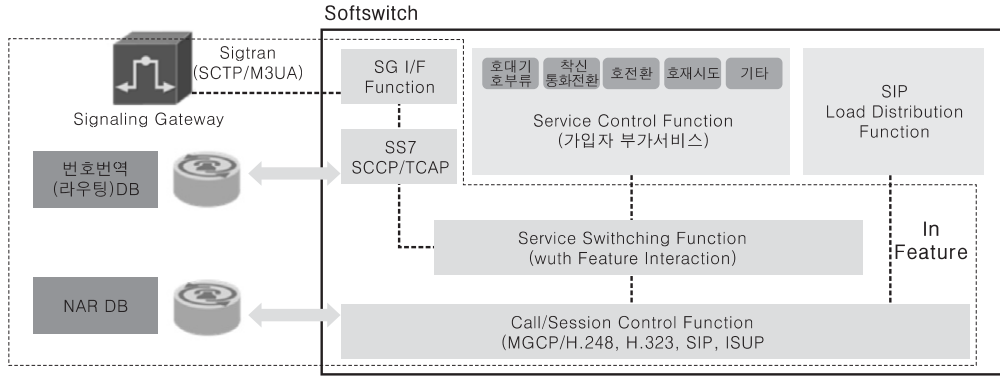 Softswitch
Sigtran
(SCTP/M3UA)
Signaling Gateway
SG I/F
Function
SS7
SCCP/TCAP
호대기
호부류
착신
통화전환
호전환
호재시도
기타
Service Control Function
(가입자 부가서비스)
SIP
Load Distribution
Function
번호번역
(라우팅)DB
Service Swithching Function
(wuth Feature Interaction)
In
Feature
NAR DB
Call/Session Control Function
(MGCP/H.248, H.323, SIP, ISUP